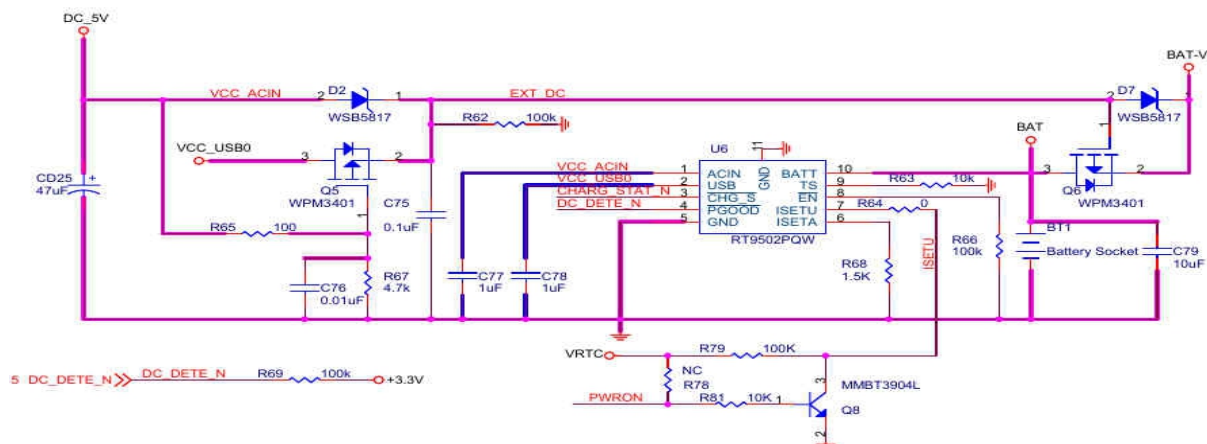 DC_5V
BAT-V
VCC_ACIN
2
D2
1
WSB5817
EXT_DC
2
D7
1
WSB5817
R62
100k
VCC_USB0
3
2
Q5
WPM3401
1
CD25
47uF
+
C75
0.1uF
R65
100
C76
0.01uF
R67
4.7k
VCC_ACIN
VCC_USB0
CHARG_STAT_N
DC_DETE_N
1
2
3
4
5
U6
11
GND
ACIN
USB
CHG_S
PGOOD
GND
BATT
TS
EN
ISETU
ISETA
10
9
8
7
6
RT9502PQW
R63
10k
R64
0
BAT
3
1
2
Q6
WPM3401
C77
1uF
C78
1uF
R68
1.5K
ISETU
R66
100k
BT1
Battery Socket
C79
10uF
VRTC
R79
100K
NC
R78
PWRON
R81
10K
1
3
2
MMBT3904L
Q8
5 DC_DETE_N
DC_DETE_N
R69
100k
+3.3V